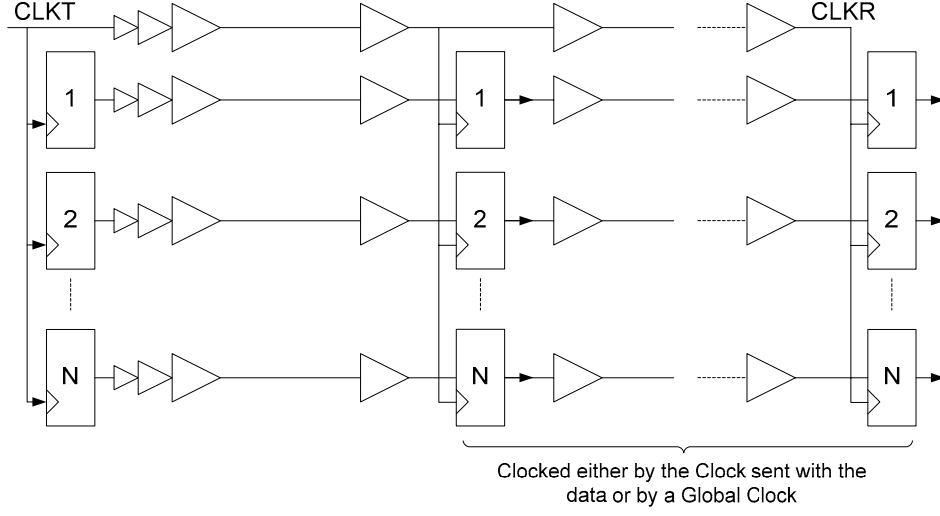 CLKT CLKR
1 1 1
2 2 2
N N N
Clocked either by the Clock sent with the
data or by a Global Clock